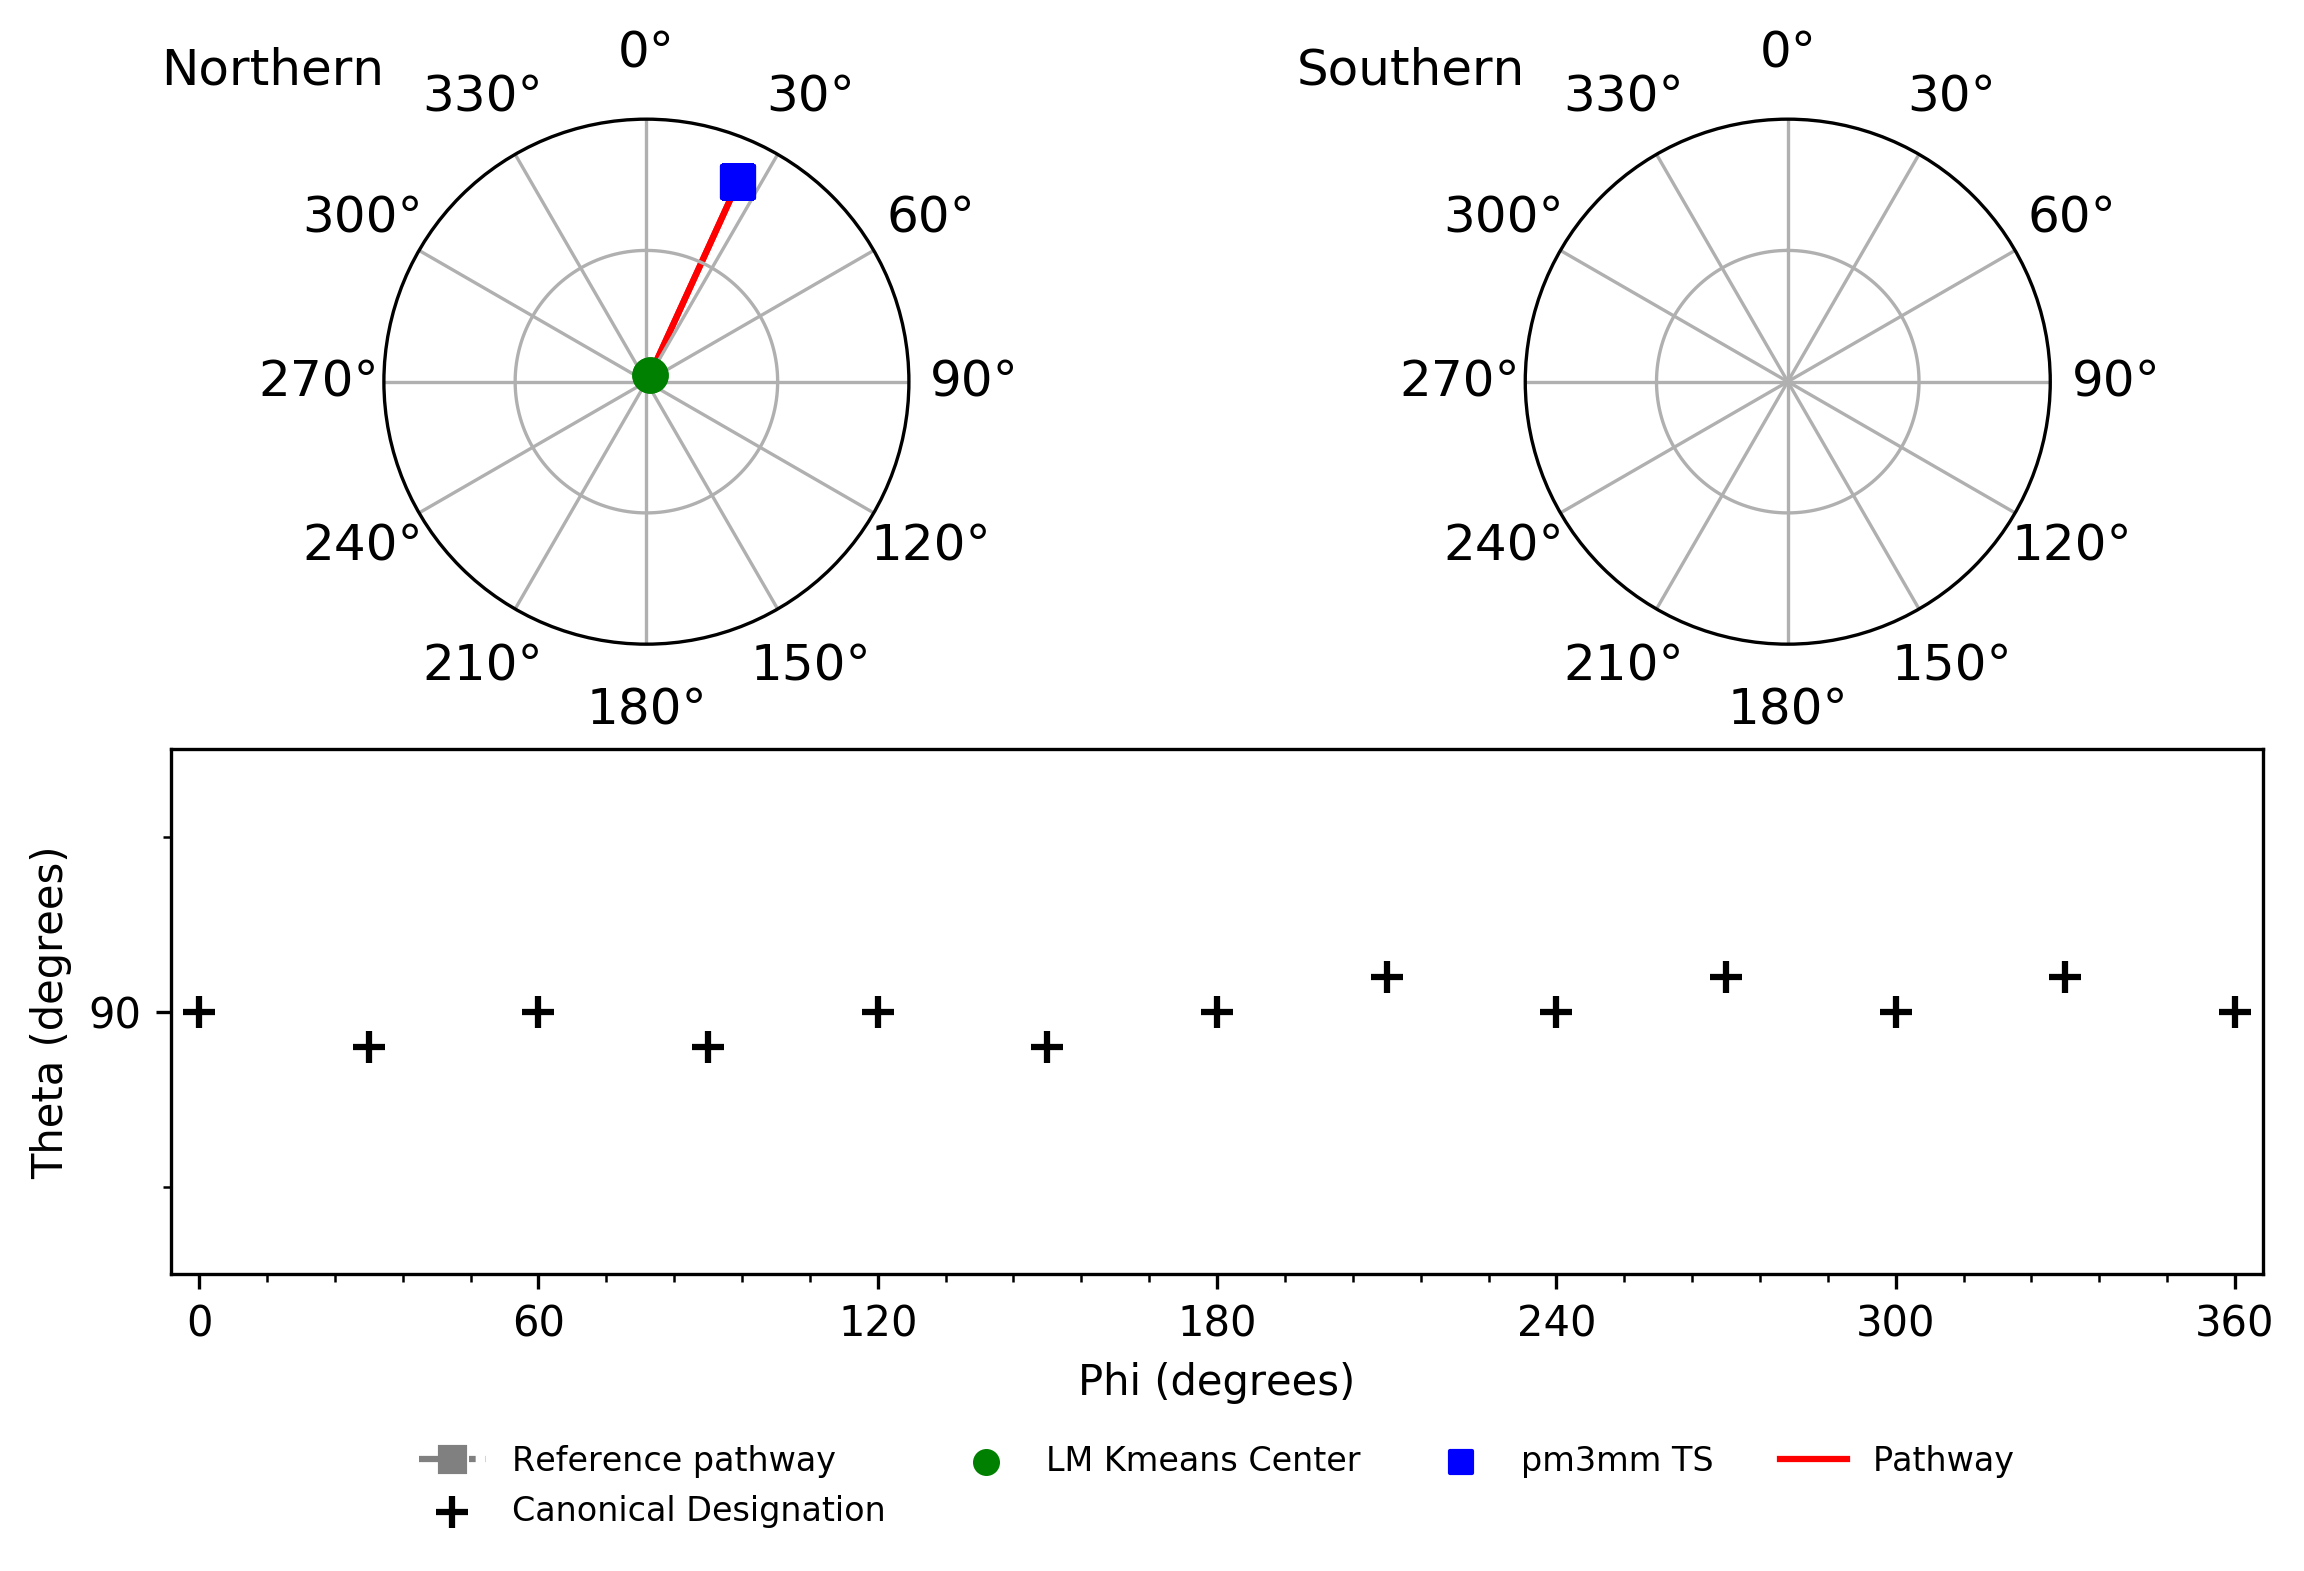 Northern
0°
30°
60°
90°
120°
150°
180°
210°
240°
270°
300°
330°
Southern
0°
30°
60°
90°
120°
150°
180°
210°
240°
270°
300°
330°
Theta (degrees)
90
0 60 120 180 240 300 360
Phi (degrees)
Reference pathway
Canonical Designation
LM Kmeans Center
pm3mm TS
Pathway